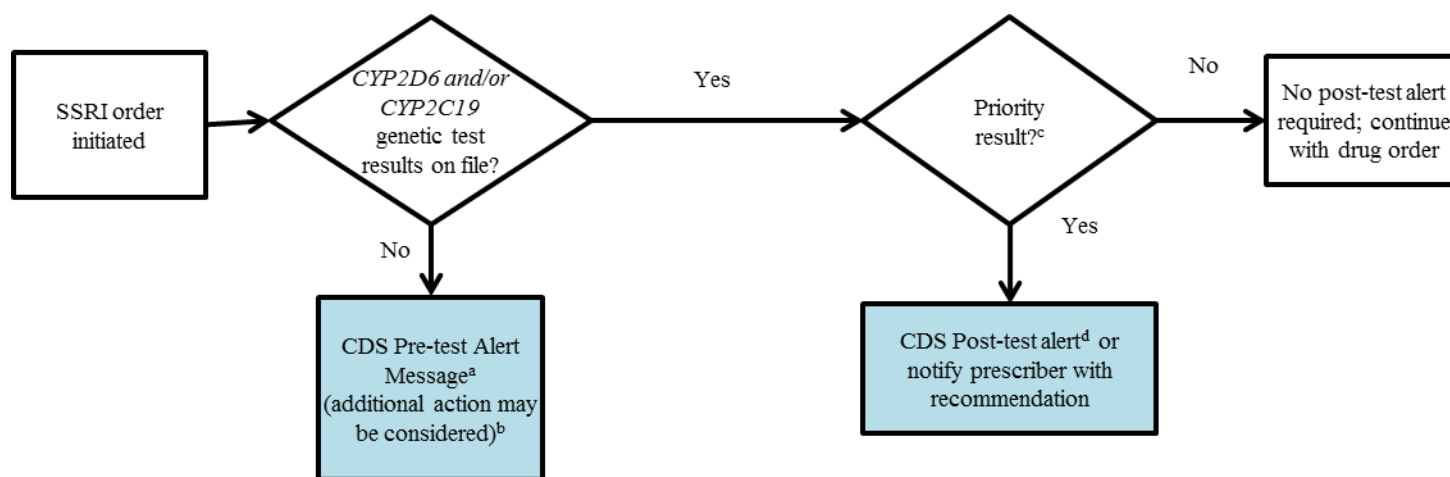 SSRI order
initiated
CYP2D6 and/or
CYP2C19
genetic test
results on file?
Yes
Priority
result?c
No
No post-test alert
required; continue
with drug order
No
CDS Pre-test Alert
Messagea
(additional action may
be considered)b
Yes
CDS Post-test alertd or
notify prescriber with
recommendation